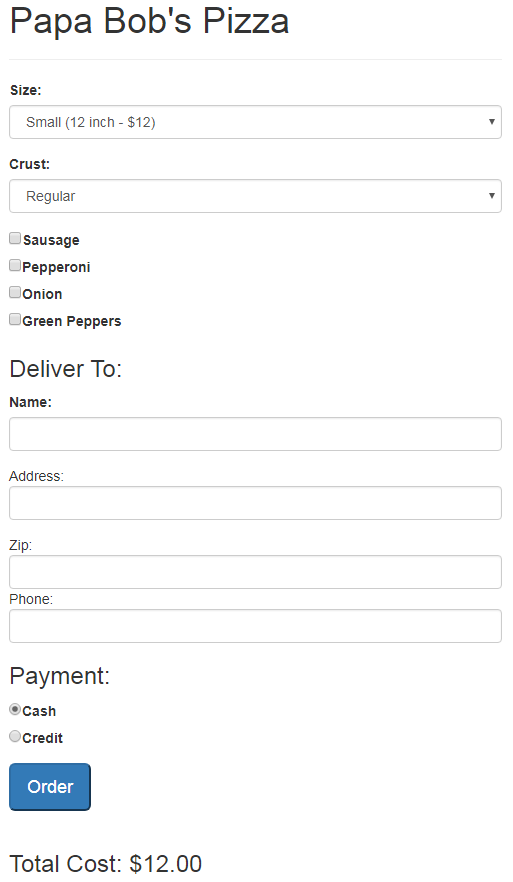 Papa Bob's Pizza
Size:
Small (12 inch - $12)
Crust:
Regular
Sausage
Pepperoni
Onion
Green Peppers
Deliver To:
Name:
Address:
Zip:
Phone:
Payment:
Cash
Credit
Order
Total Cost: $12.00